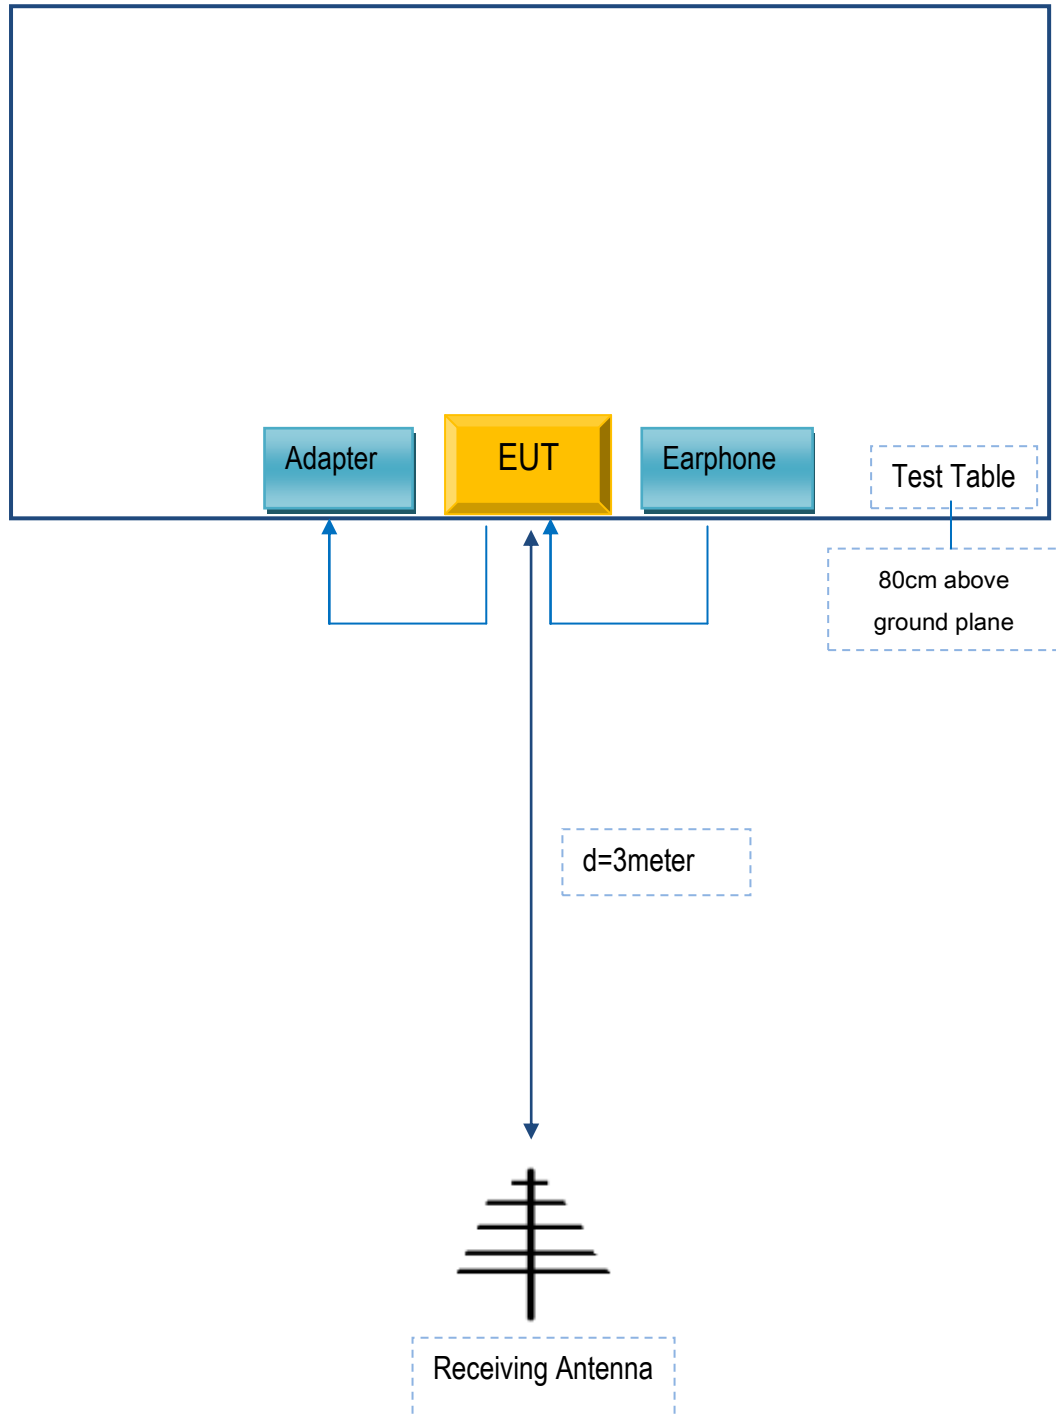 Adapter
EUT
Earphone
Test Table
80cm above
ground plane
d=3meter
Receiving Antenna